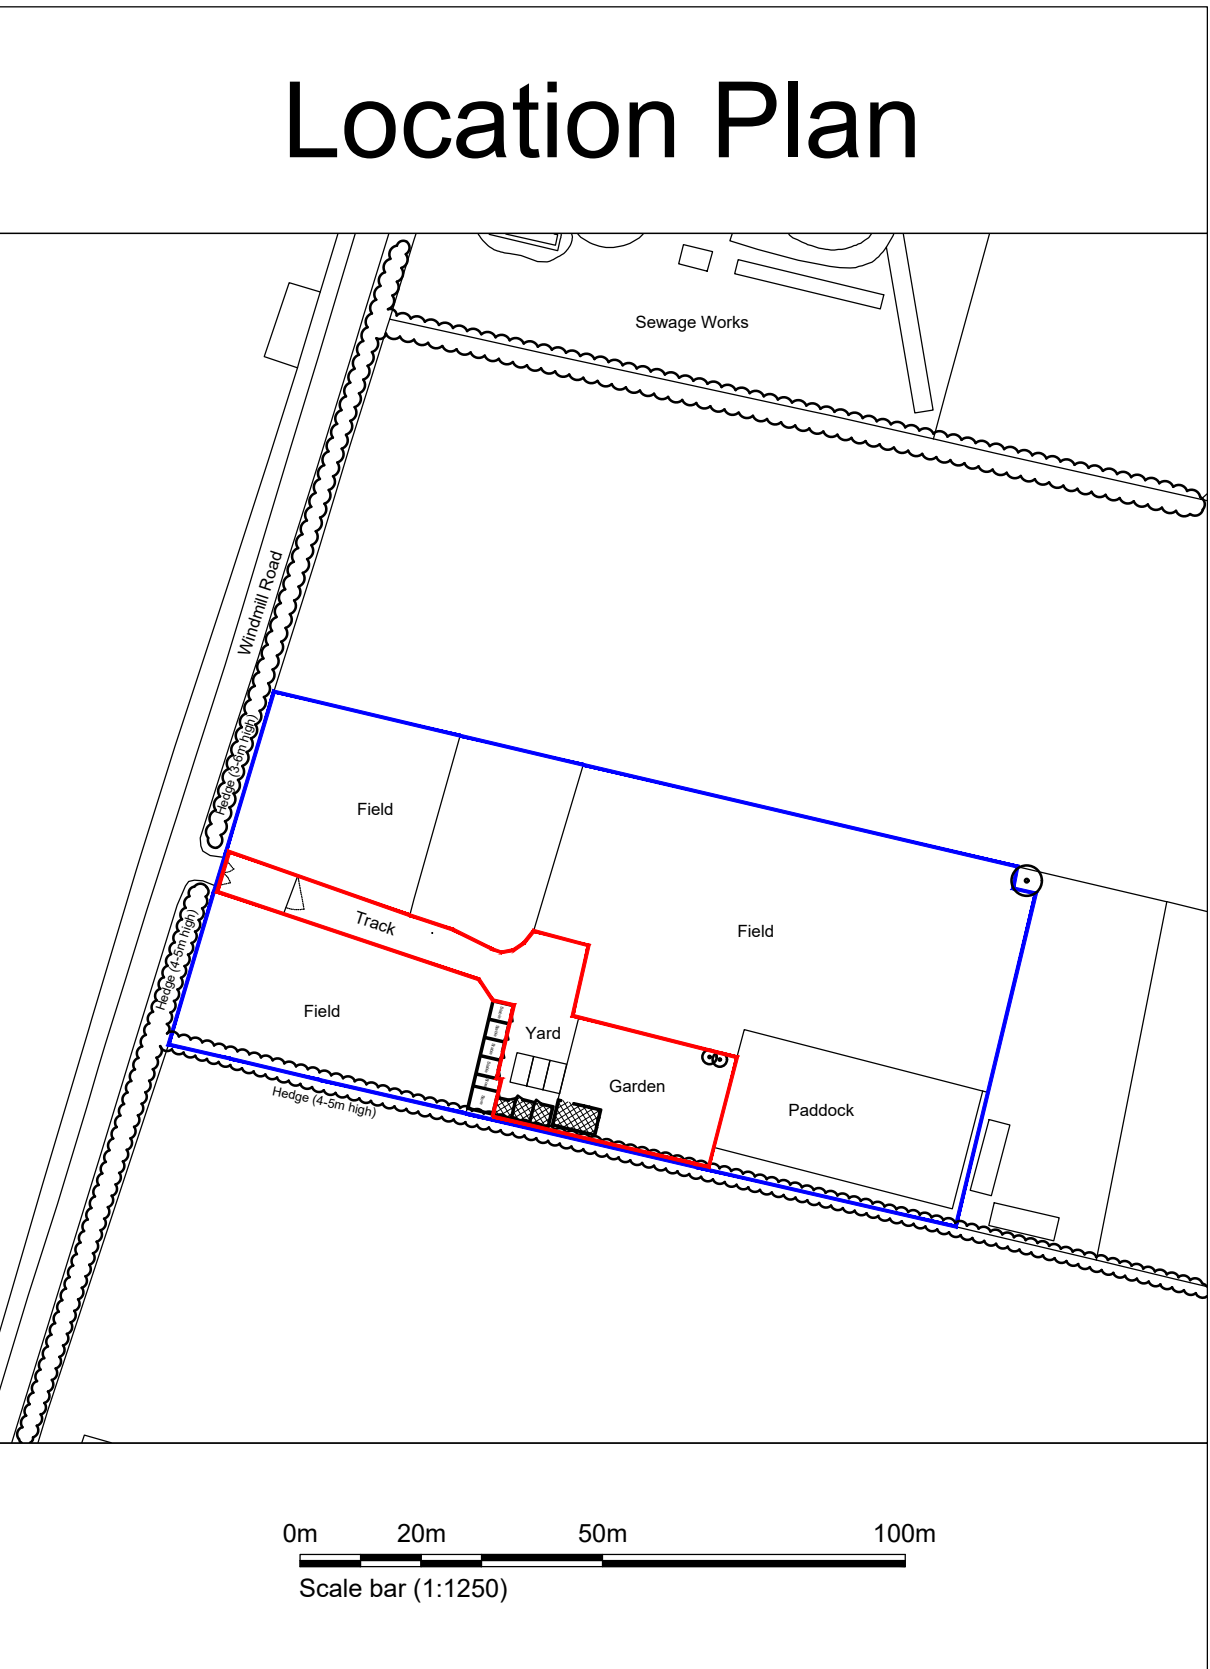 Location Plan
Sewage Works
Windmill Road
Hedge (3-6m high)
Field
Track
Field
Hedge (4-5m high)
Field
Yard
Garden
Paddock
Hedge (4-5m high)
0m 20m 50m 100m
Scale bar (1:1250)